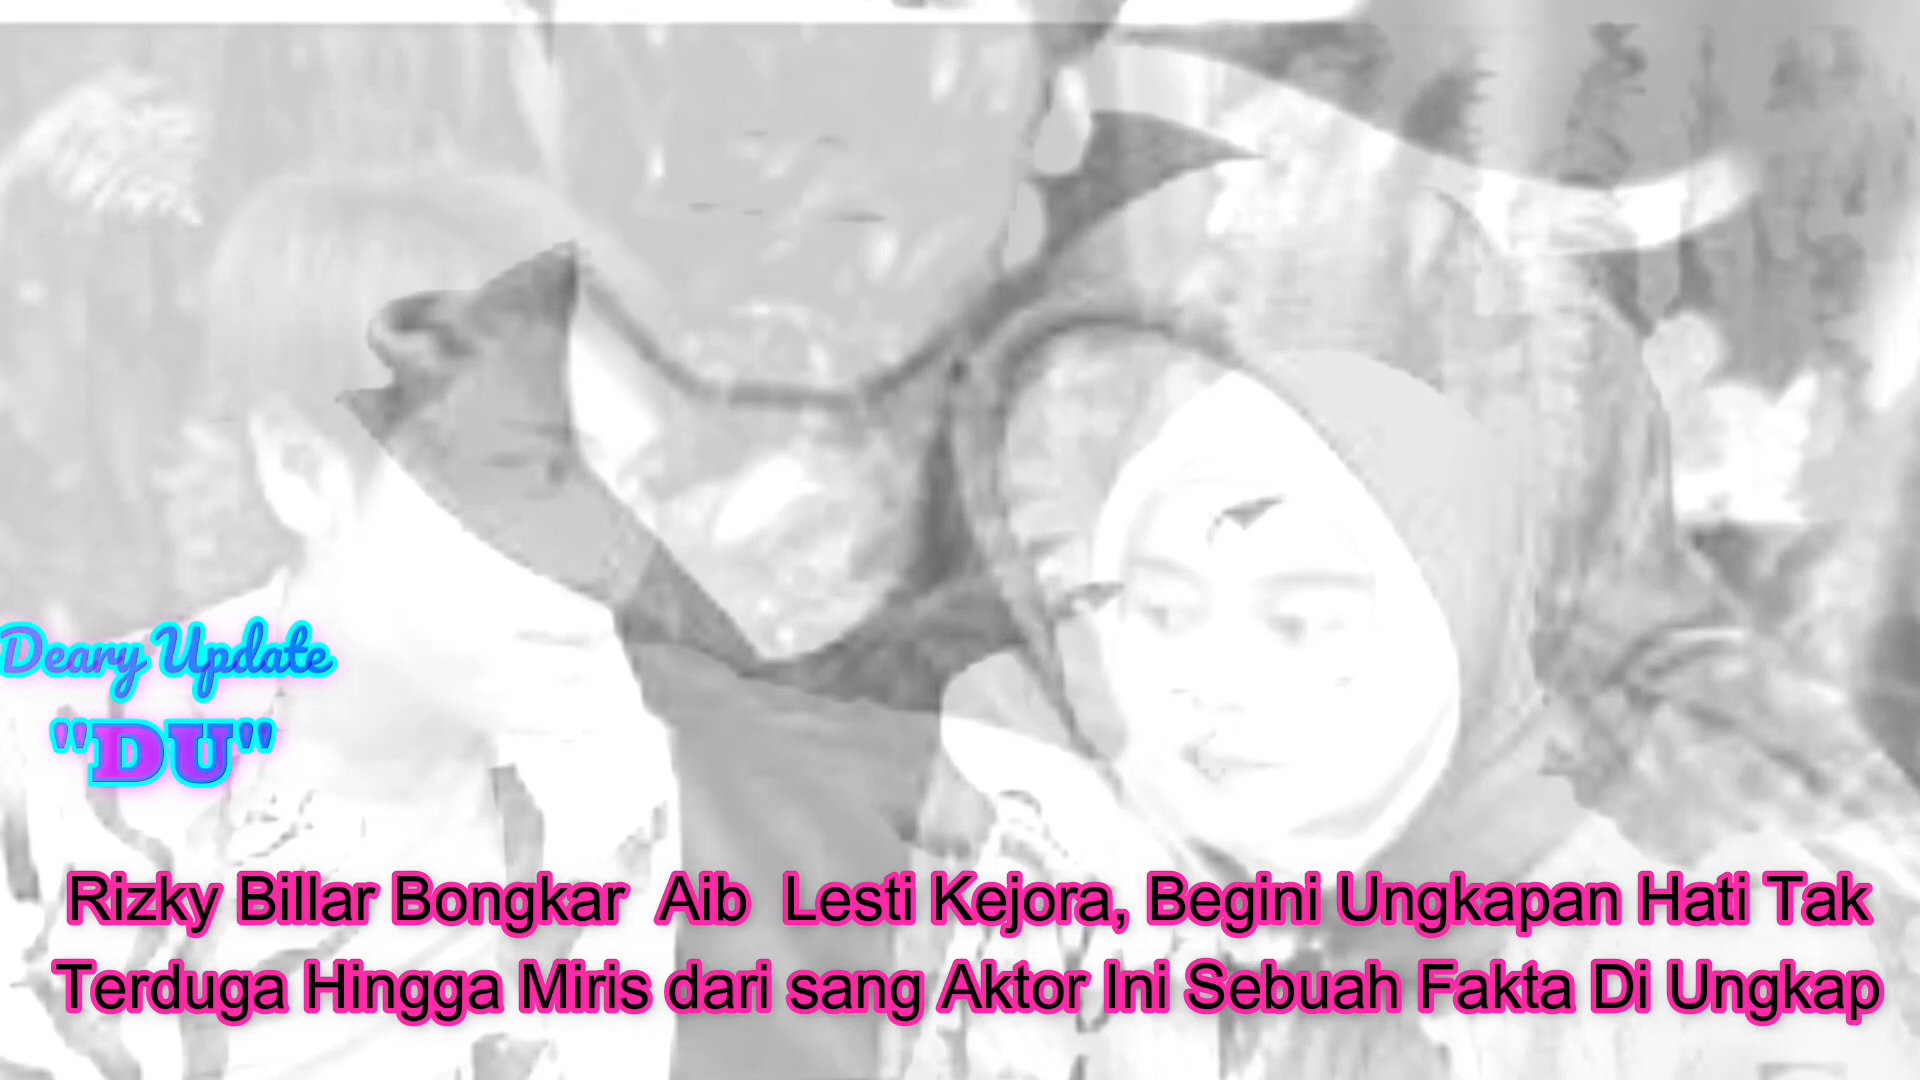 Deary Update
"DU"
Rizky Billar Bongkar Aib Lesti Kejora, Begini Ungkapan Hati Tak
Terduga Hingga Miris dari sang Aktor Ini Sebuah Fakta Di Ungkap